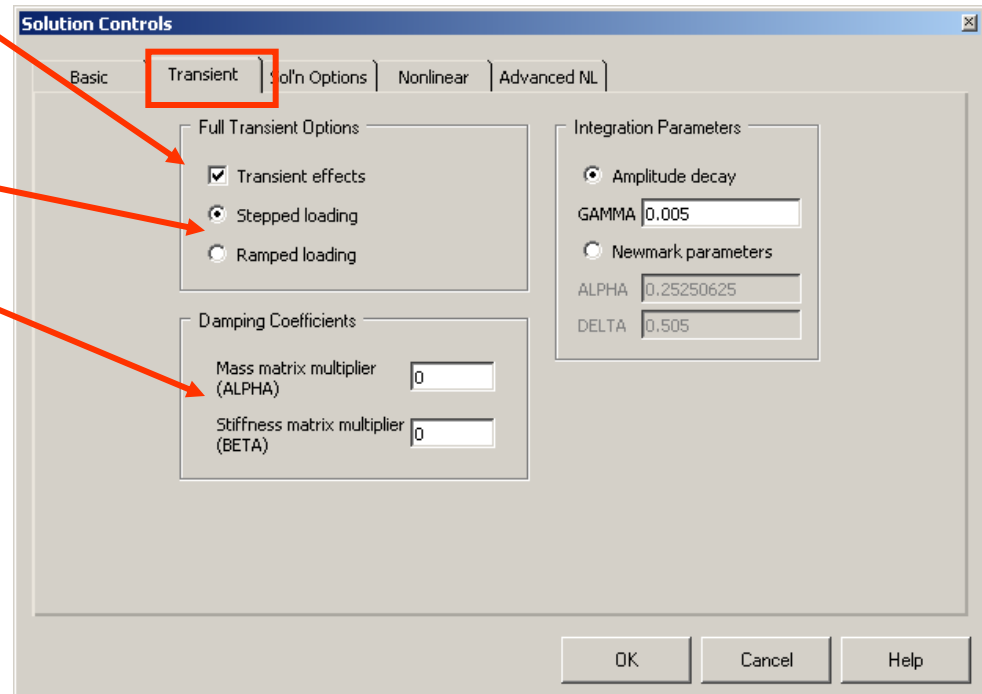 Solution Controls
Basic
Transient
Sol'n Options
Nonlinear
Advanced NL
Full Transient Options
Transient effects
Stepped loading
Ramped loading
Damping Coefficients
Mass matrix multiplier
(ALPHA)
0
Stiffness matrix multiplier
(BETA)
0
Integration Parameters
Amplitude decay
GAMMA 0.005
Newmark parameters
ALPHA 0.25250625
DELTA 0.505
OK
Cancel
Help